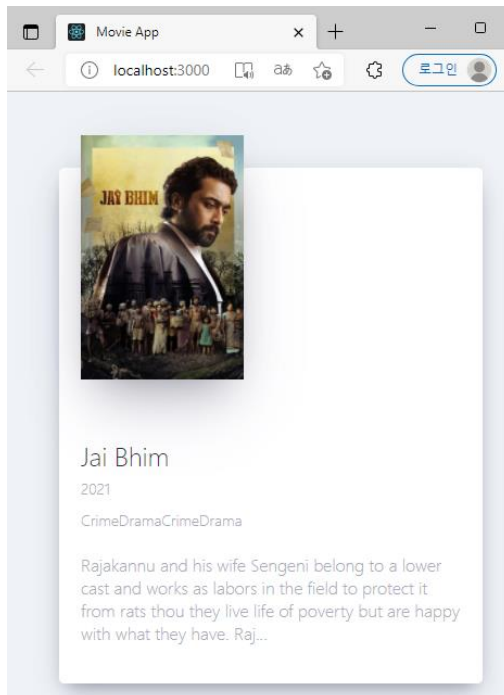 Movie App
localhost:3000
aあ
로그인
JAI BHIM
Jai Bhim
2021
CrimeDramaCrimeDrama
Rajakannu and his wife Sengeni belong to a lower
cast and works as labors in the field to protect it
from rats thou they live life of poverty but are happy
with what they have. Raj...